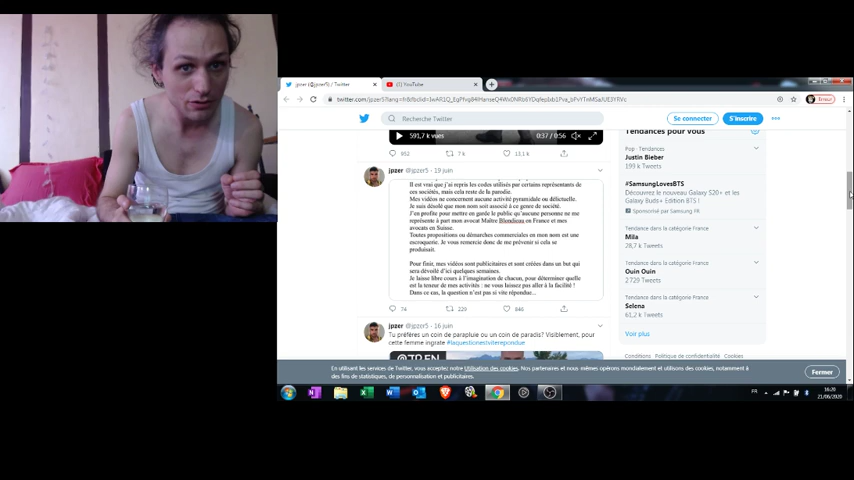 jpzer (@jpzer5) / Twitter
(1) YouTube
Erreur
Recherche Twitter
Se connecter
S'inscrire
591,7 k vues
0:37 / 0:56
652
7 k
13,1 k
jpzer @jpzer5 · 19 juin
Il est vrai que j'ai repris les codes utilisés par certains représentants de
ces sociétés, mais cela reste de la parodie.
Mes vidéos ne concernent aucune activité pyramidale ou délictuelle.
Je suis désolé que mon nom soit associé à ce genre de société.
J'en profite pour mettre en garde le public qu'aucune personne ne me
représente à part mon avocat Maître Blondieau en France et mes
avocats en Suisse.
Toutes propositions ou démarches commerciales en mon nom est une
escroquerie. Je vous remercie donc de me prévenir si cela se
produisait.
Pour finir, mes vidéos sont publicitaires et sont créées dans un but qui
sera dévoilé d'ici quelques semaines.
Je laisse libre cours à l'imagination de chacun, pour déterminer quelle
est la teneur de mes activités : ne vous laissez pas aller à la facilité !
Dans ce cas, la question n'est pas si vite répondue...
74
229
846
jpzer @jpzer5 · 16 juin
Tu préfères un coin de parapluie ou un coin de paradis? Visiblement, pour
cette femme ingrate #laquestionestviterepondue
Tendances pour vous
Pop · Tendances
Justin Bieber
199 k Tweets
#SamsungLovesBTS
Découvrez le nouveau Galaxy S20+ et les
Galaxy Buds+ Edition BTS !
Sponsorisé par Samsung FR
Tendance dans la catégorie France
Mila
28,7 k Tweets
Tendance dans la catégorie France
Ouin Ouin
2 729 Tweets
Tendance dans la catégorie France
Selena
61,2 k Tweets
Voir plus
Conditions Politique de confidentialité Cookies
En utilisant les services de Twitter, vous acceptez notre Utilisation des cookies. Nos partenaires et nous-mêmes opérons mondialement et utilisons des cookies, notamment à
des fins de statistiques, de personnalisation et publicitaires.
Fermer
FR
16:20
21/06/2020